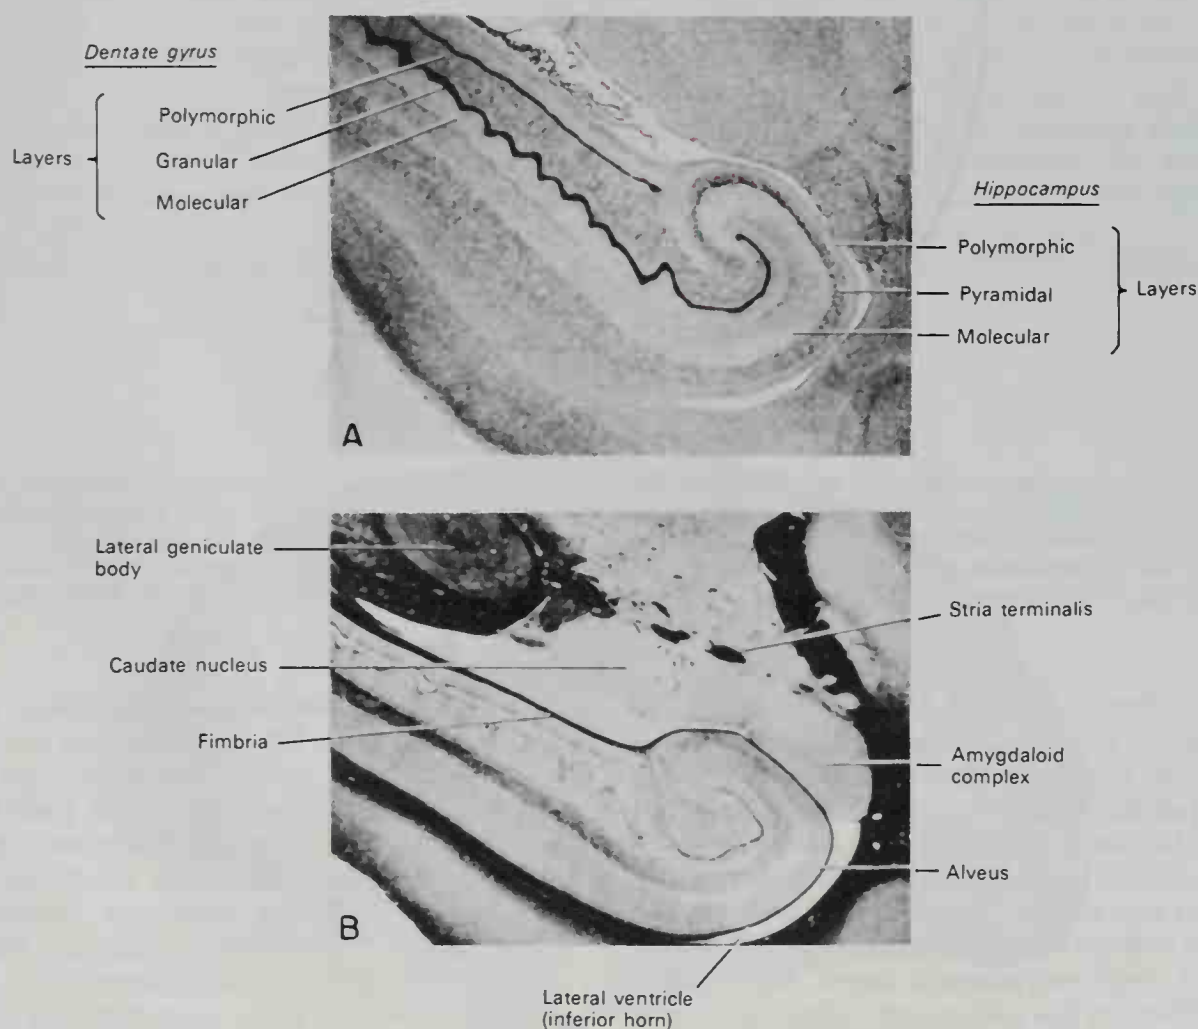 Dentate gyrus
Layers
Polymorphic
Granular
Molecular
Hippocampus
Polymorphic
Pyramidal
Molecular
Layers
A
Lateral geniculate
body
Caudate nucleus
Fimbria
Stria terminalis
Amygdaloid
complex
Alveus
B
Lateral ventricle
(inferior horn)